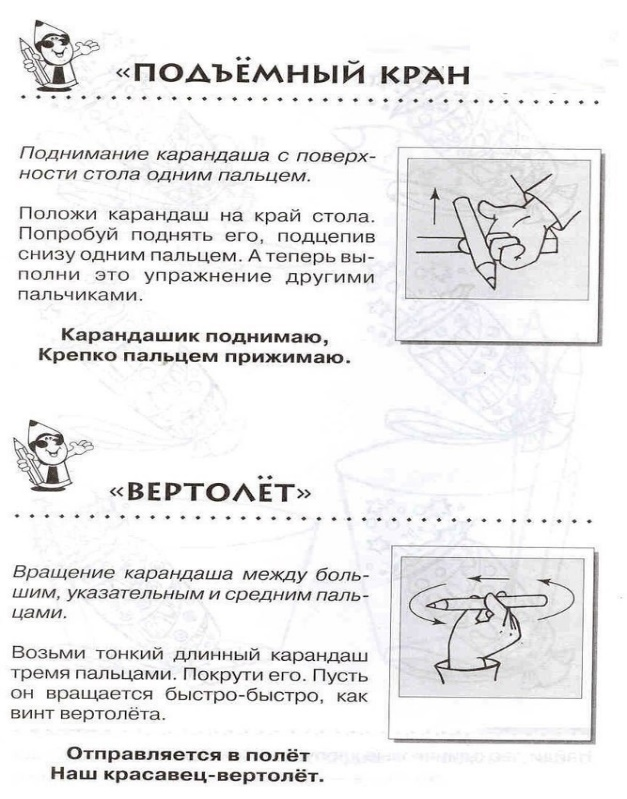 «ПОДЪЁМНЫЙ КРАН
Поднимание карандаша с поверх-
ности стола одним пальцем.
Положи карандаш на край стола.
Попробуй поднять его, подцепив
снизу одним пальцем. А теперь вы-
полни это упражнение другими
пальчиками.
Карандашик поднимаю,
Крепко пальцем прижимаю.
«ВЕРТОЛЁТ»
Вращение карандаша между боль-
шим, указательным и средним паль-
цами.
Возьми тонкий длинный карандаш
тремя пальцами. Покрути его. Пусть
он вращается быстро-быстро, как
винт вертолёта.
Отправляется в полёт
Наш красавец-вертолёт.